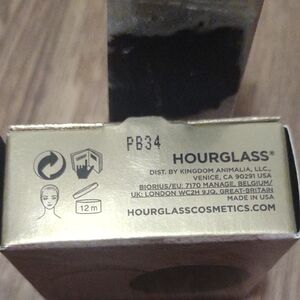 PB34
HOURGLASS®
DIST. BY KINGDOM ANIMALIA, LLC.,
VENICE, CA 90291 USA
BIORIUS/EU: 7170 MANAGE, BELGIUM/
UK: LONDON WC2H 9JQ, GREAT-BRITAIN
MADE IN USA
12 m
HOURGLASSCOSMETICS.COM